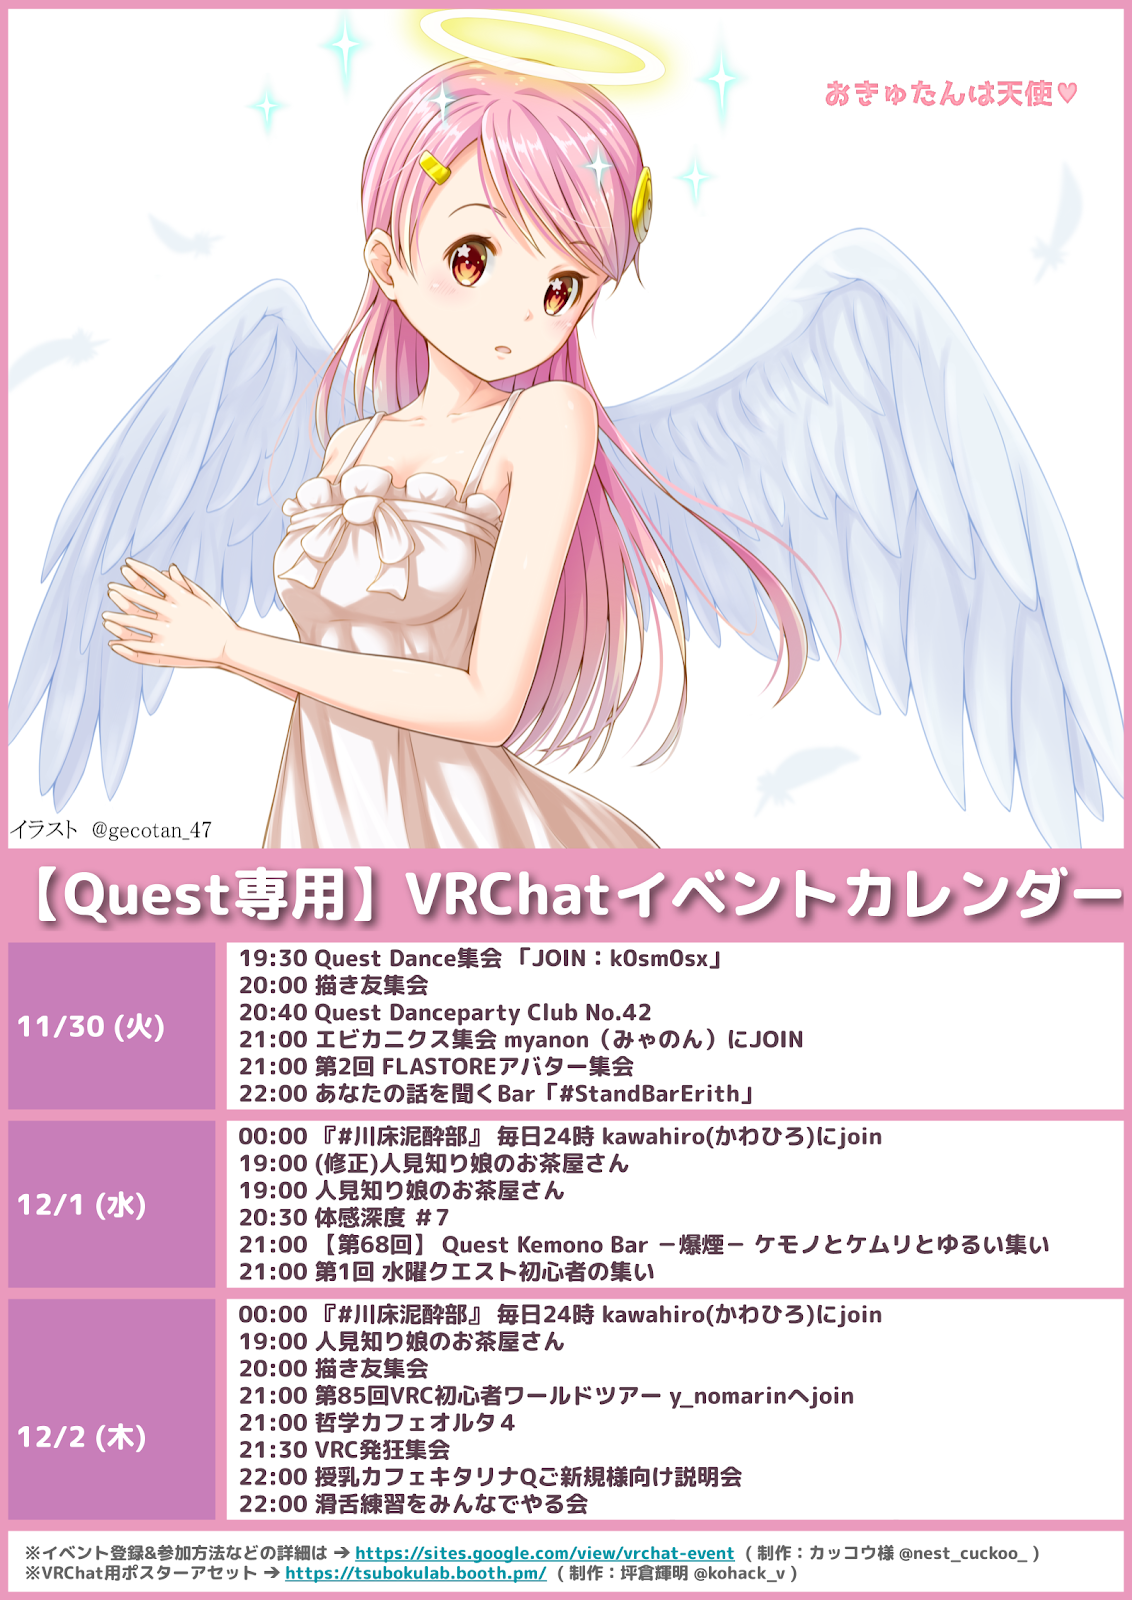 おきゅたんは天使♥
イラスト @gecotan_47
【Quest専用】VRChatイベントカレンダー
11/30 (火)
19:30 Quest Dance集会 「JOIN：k0sm0sx」
20:00 描き友集会
20:40 Quest Danceparty Club No.42
21:00 エビカニクス集会 myanon（みゃのん）にJOIN
21:00 第2回 FLASTOREアバター集会
22:00 あなたの話を聞くBar「#StandBarErith」
12/1 (水)
00:00 『#川床泥酔部』 毎日24時 kawahiro(かわひろ)にjoin
19:00 (修正)人見知り娘のお茶屋さん
19:00 人見知り娘のお茶屋さん
20:30 体感深度 ＃7
21:00 【第68回】 Quest Kemono Bar －爆煙－ ケモノとケムリとゆるい集い
21:00 第1回 水曜クエスト初心者の集い
12/2 (木)
00:00 『#川床泥酔部』 毎日24時 kawahiro(かわひろ)にjoin
19:00 人見知り娘のお茶屋さん
20:00 描き友集会
21:00 第85回VRC初心者ワールドツアー y_nomarinへjoin
21:00 哲学カフェオルタ４
21:30 VRC発狂集会
22:00 授乳カフェキタリナQご新規様向け説明会
22:00 滑舌練習をみんなでやる会
※イベント登録&参加方法などの詳細は → https://sites.google.com/view/vrchat-event ( 制作：カッコウ様 @nest_cuckoo_ )
※VRChat用ポスターアセット → https://tsubokulab.booth.pm/ ( 制作：坪倉輝明 @kohack_v )